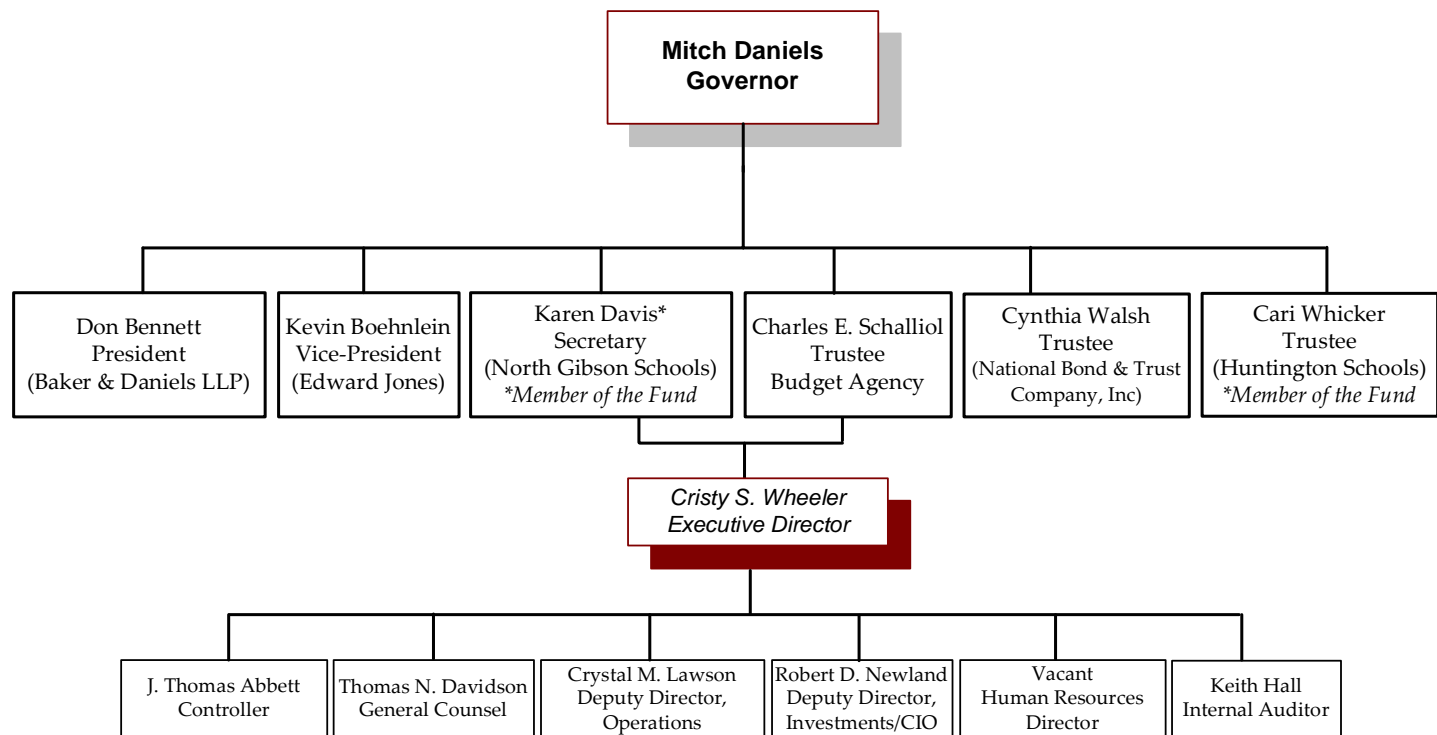 Mitch Daniels
Governor
Don Bennett
President
(Baker & Daniels LLP)
Kevin Boehnlein
Vice-President
(Edward Jones)
Karen Davis*
Secretary
(North Gibson Schools)
*Member of the Fund
Charles E. Schalliol
Trustee
Budget Agency
Cynthia Walsh
Trustee
(National Bond & Trust
Company, Inc)
Cari Whicker
Trustee
(Huntington Schools)
*Member of the Fund
Cristy S. Wheeler
Executive Director
J. Thomas Abbett
Controller
Thomas N. Davidson
General Counsel
Crystal M. Lawson
Deputy Director,
Operations
Robert D. Newland
Deputy Director,
Investments/CIO
Vacant
Human Resources
Director
Keith Hall
Internal Auditor